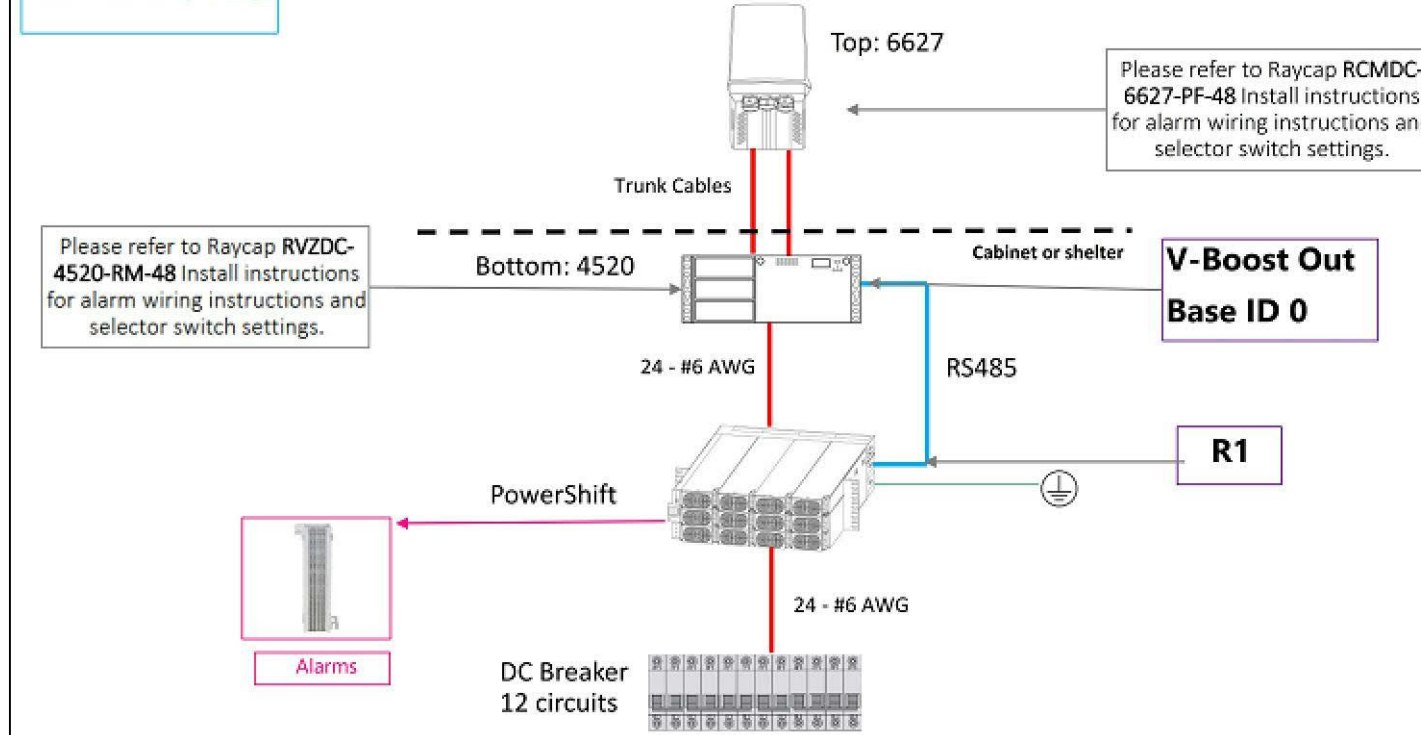 Top: 6627
Please refer to Raycap RCMDC-
6627-PF-48 Install instructions
for alarm wiring instructions an
selector switch settings.
Trunk Cables
Cabinet or shelter
Please refer to Raycap RVZDC-
4520-RM-48 Install instructions
for alarm wiring instructions and
selector switch settings.
Bottom: 4520
V-Boost Out
Base ID 0
24 - #6 AWG
RS485
R1
PowerShift
24 - #6 AWG
Alarms
DC Breaker
12 circuits